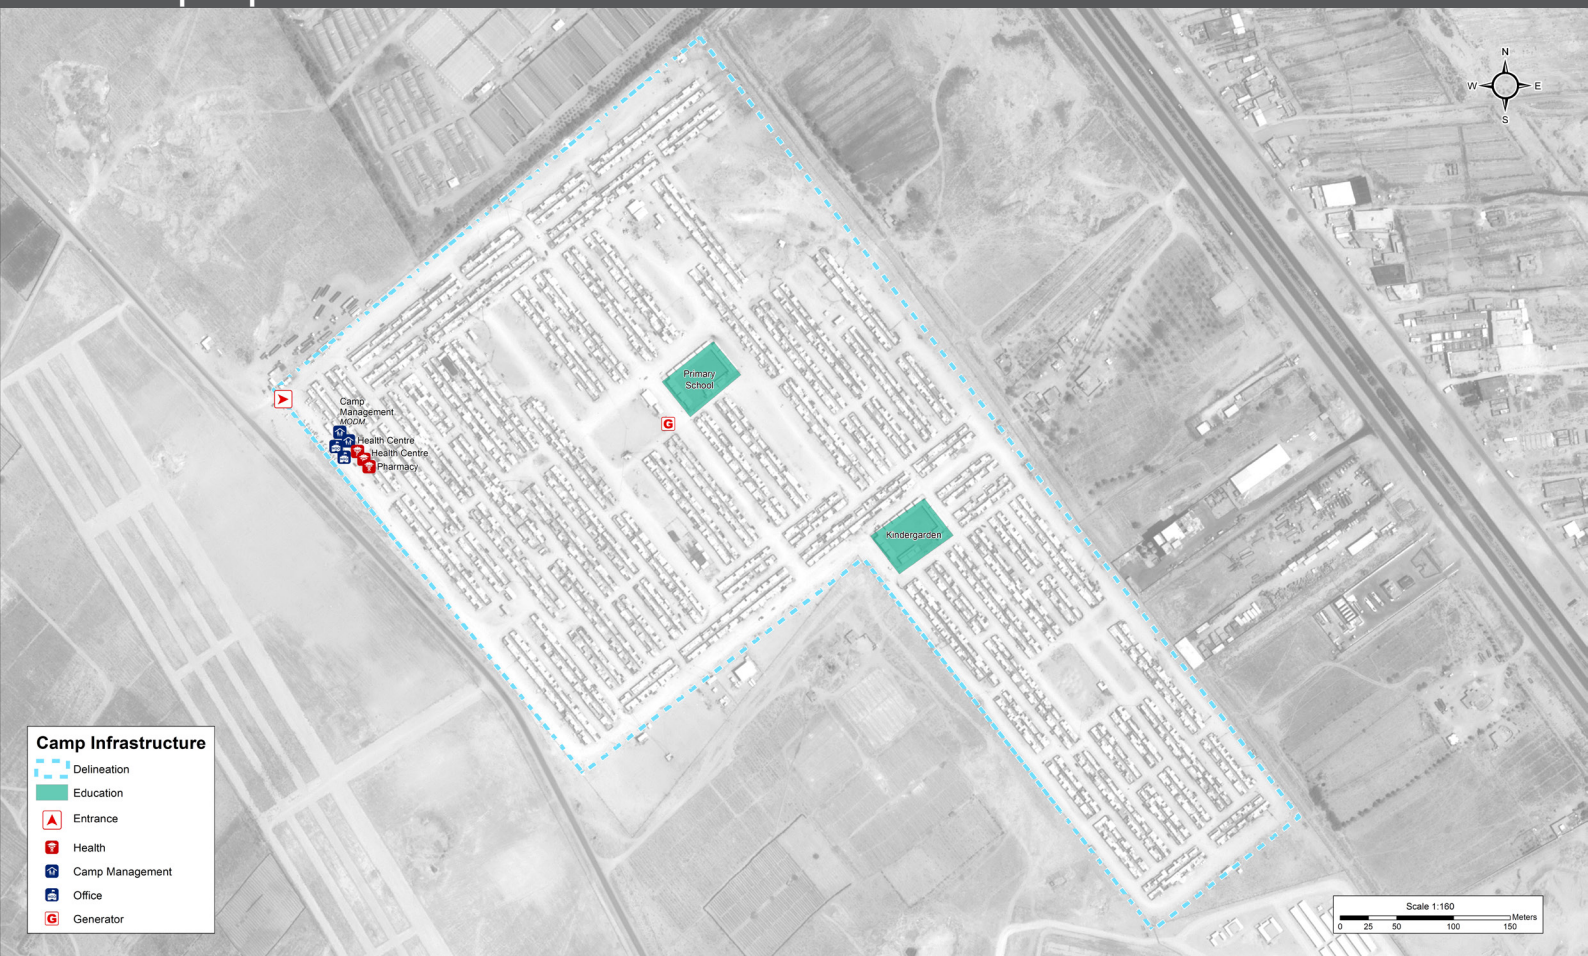 N
W E
S
Primary
School
G
Camp
Management
MODM
Health Centre
Health Centre
Pharmacy
Kindergarden
Camp Infrastructure
Delineation
Education
Entrance
Health
Camp Management
Office
G Generator
Scale 1:160
Meters
0 25 50 100 150